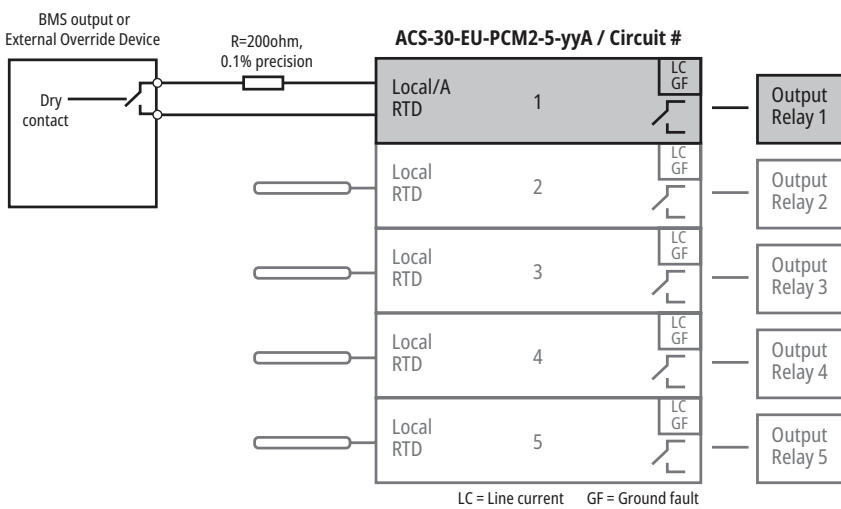 BMS output or
External Override Device
R=200ohm,
0.1% precision
ACS-30-EU-PCM2-5-yyA / Circuit #
Dry
contact
Local/A
RTD
1
LC
GF
Output
Relay 1
Local
RTD
2
LC
GF
Output
Relay 2
Local
RTD
3
LC
GF
Output
Relay 3
Local
RTD
4
LC
GF
Output
Relay 4
Local
RTD
5
LC
GF
Output
Relay 5
LC = Line current GF = Ground fault